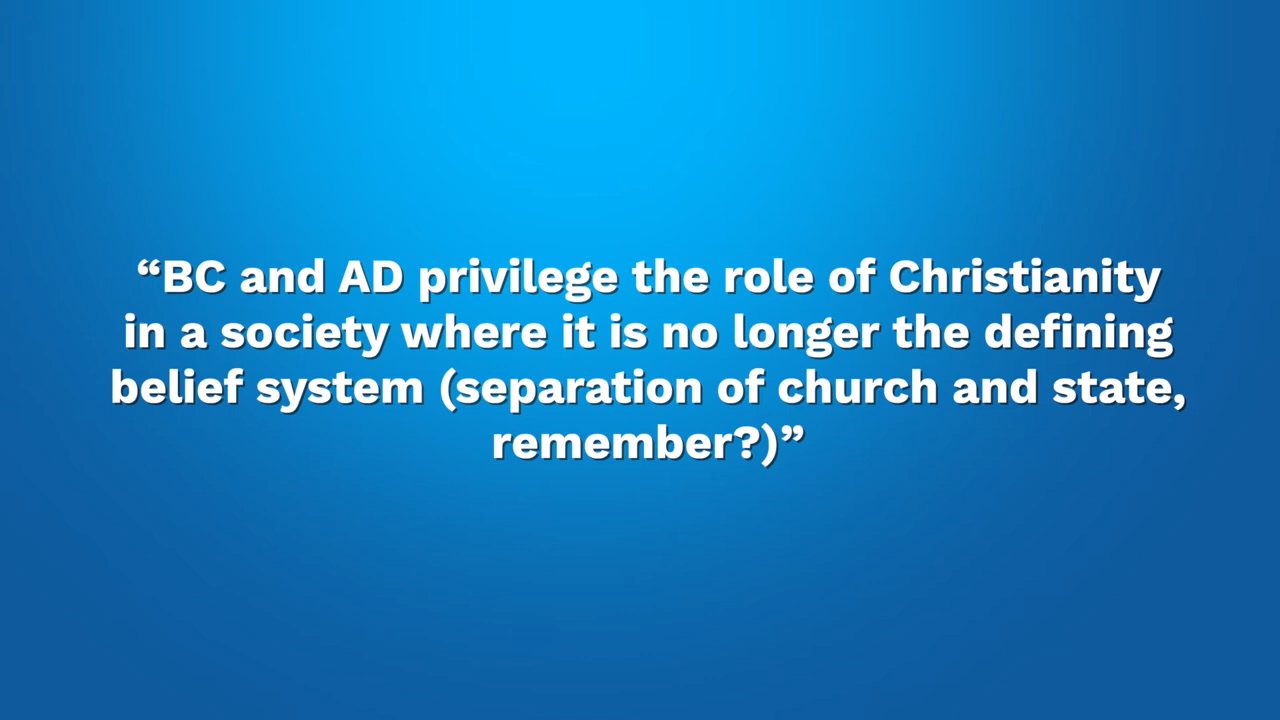 “BC and AD privilege the role of Christianity
in a society where it is no longer the defining
belief system (separation of church and state,
remember?)”